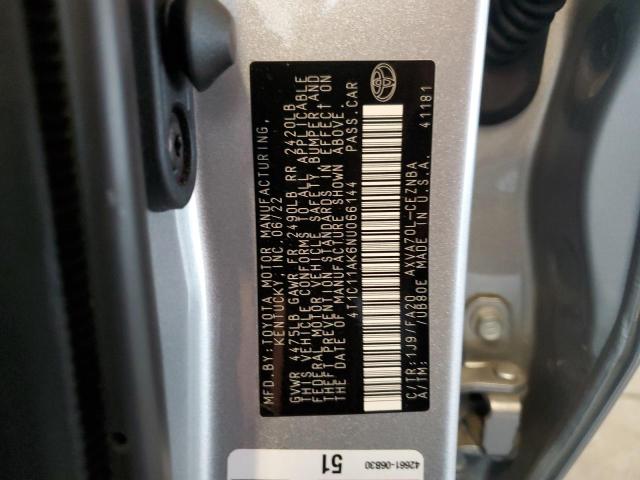 MFD.BY TOYOTA MOTOR MANUFACTURING,
KENTUCKY, INC. 06/22
GVWR 4475LB GAWR FR 2490LB RR 2420LB
THIS VEHICLE CONFORMS TO ALL APPLICABLE
FEDERAL MOTOR VEHICLE SAFETY, BUMPER AND
THEFT PREVENTION STANDARDS IN EFFECT ON
THE DATE OF MANUFACTURE SHOWN ABOVE.
4T1C11AK6NU066144 PASS.CAR
C/TR:1J9/FA20 AXVA70L-CEZNBA
A/TM: /UB80E MADE IN U.S.A. 41181
51
42661-06830